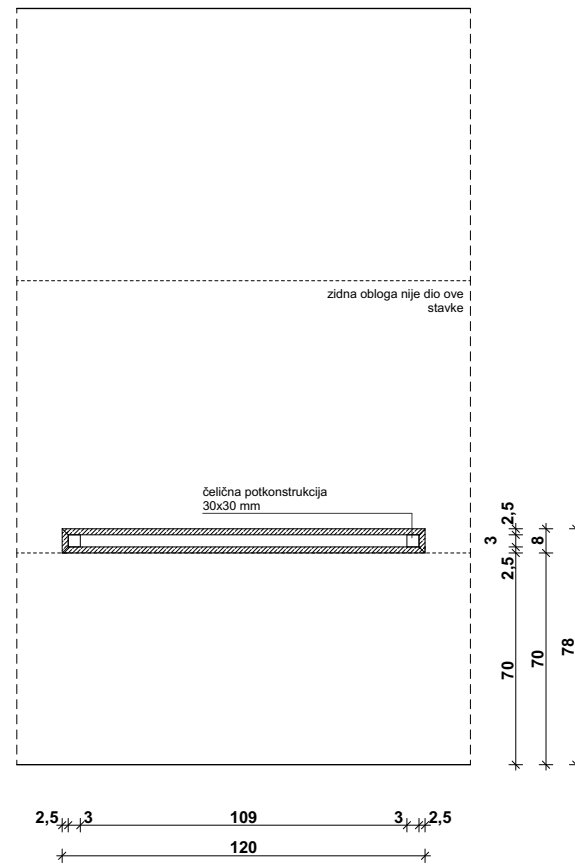 zidna obloga nije dio ove
stavke
čelična potkonstrukcija
30x30 mm
2,5
3
8
2,5
78
70
70
2,5 3 109 3 2,5
120